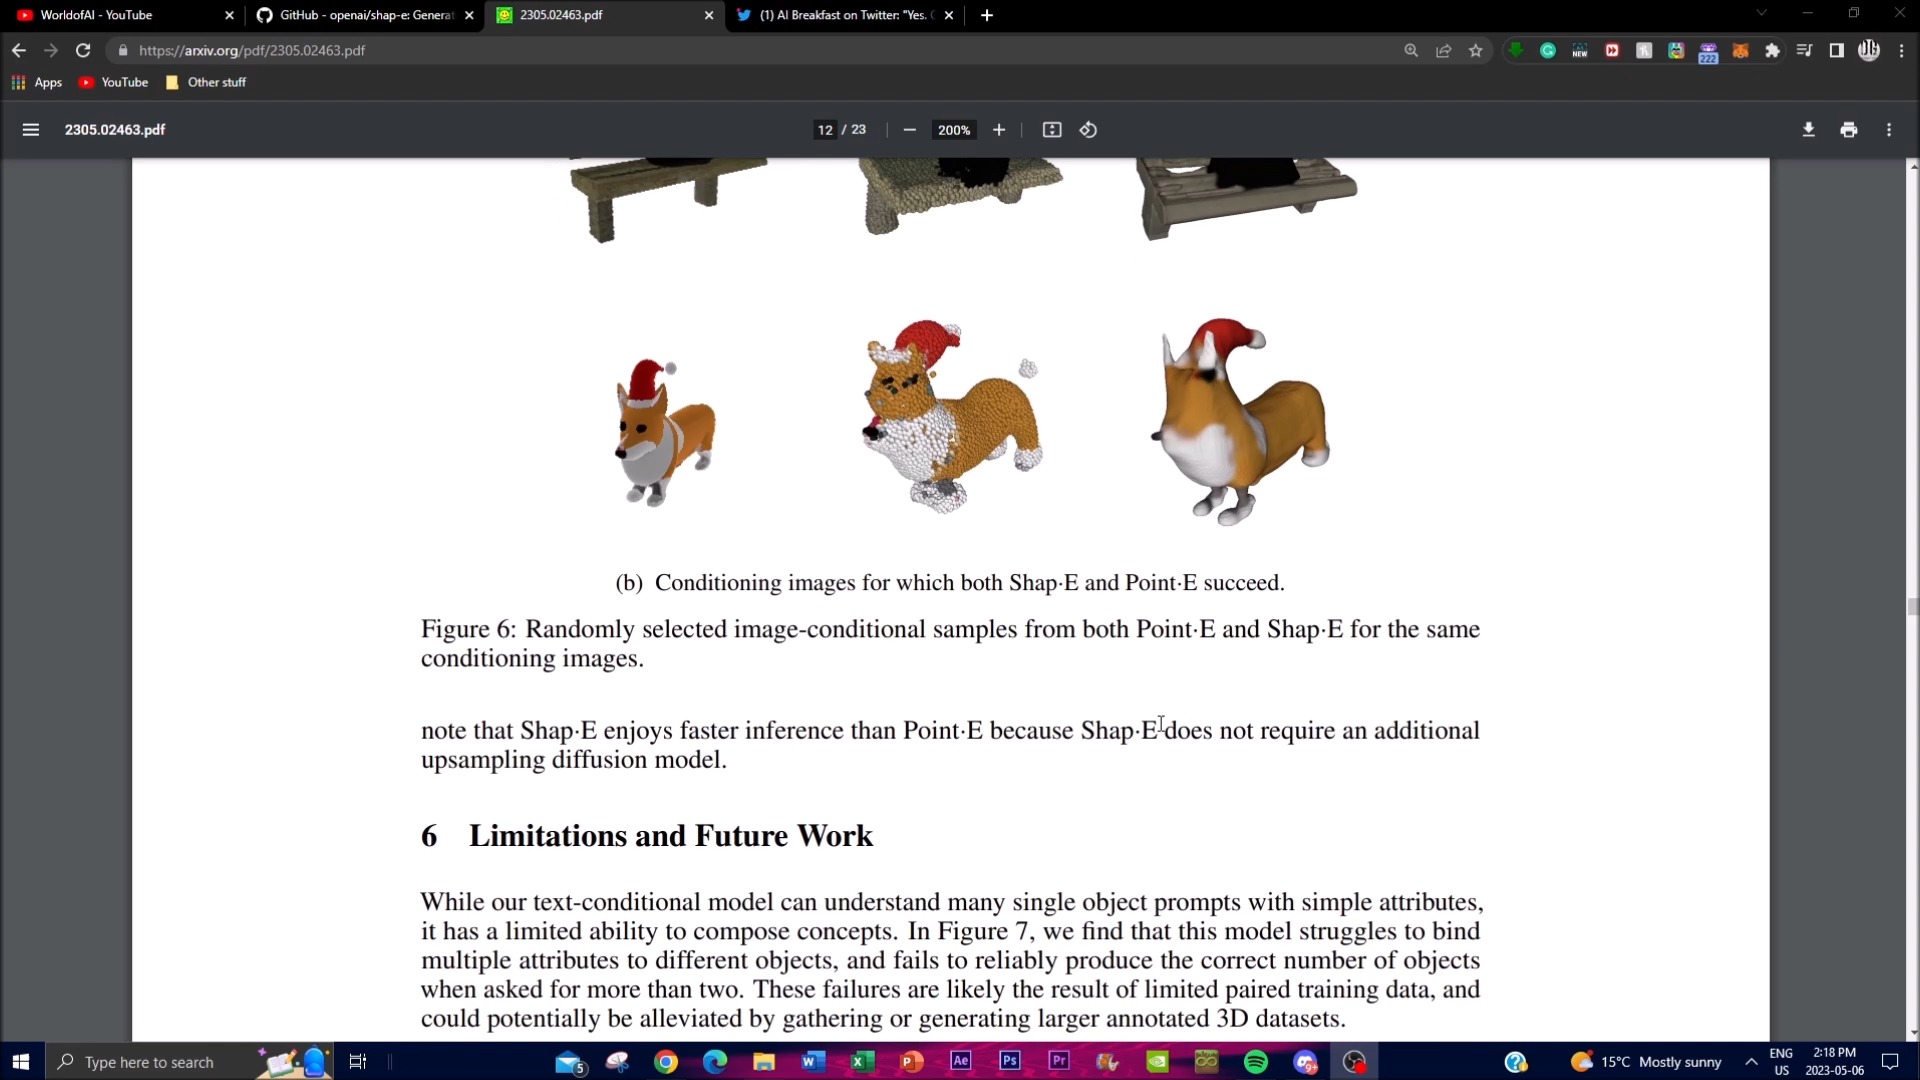 WorldofAI - YouTube
GitHub - openai/shap-e: Generat
2305.02463.pdf
(1) AI Breakfast on Twitter: "Yes.
https://arxiv.org/pdf/2305.02463.pdf
NEW
222
Apps
YouTube
Other stuff
2305.02463.pdf
12 / 23
200%
(b) Conditioning images for which both Shap·E and Point·E succeed.
Figure 6: Randomly selected image-conditional samples from both Point·E and Shap·E for the same
conditioning images.
note that Shap·E enjoys faster inference than Point·E because Shap·E does not require an additional
upsampling diffusion model.
6 Limitations and Future Work
While our text-conditional model can understand many single object prompts with simple attributes,
it has a limited ability to compose concepts. In Figure 7, we find that this model struggles to bind
multiple attributes to different objects, and fails to reliably produce the correct number of objects
when asked for more than two. These failures are likely the result of limited paired training data, and
could potentially be alleviated by gathering or generating larger annotated 3D datasets.
Type here to search
5
Ae
Ps
Pr
15°C Mostly sunny
ENG
US
2:18 PM
2023-05-06